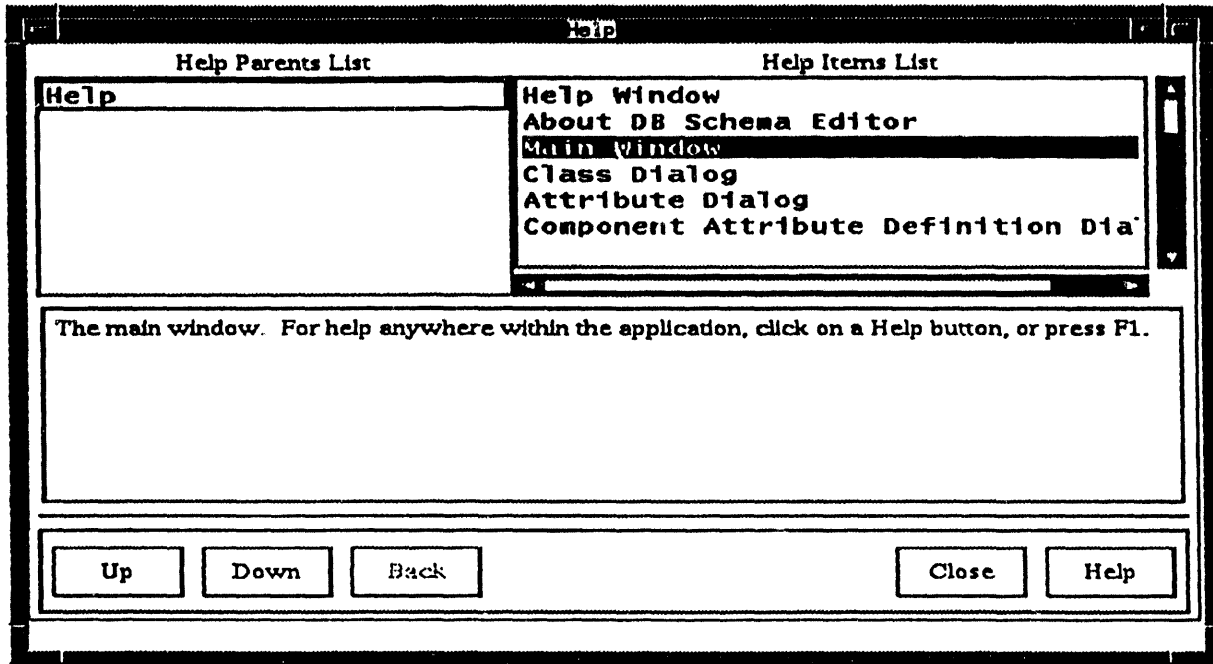 Help
Help Parents List
Help Items List
Help
Help Window
About DB Schema Editor
Main Window
Class Dialog
Attribute Dialog
Component Attribute Definition Dia
The main window. For help anywhere within the application, click on a Help button, or press F1.
Up Down Back Close Help